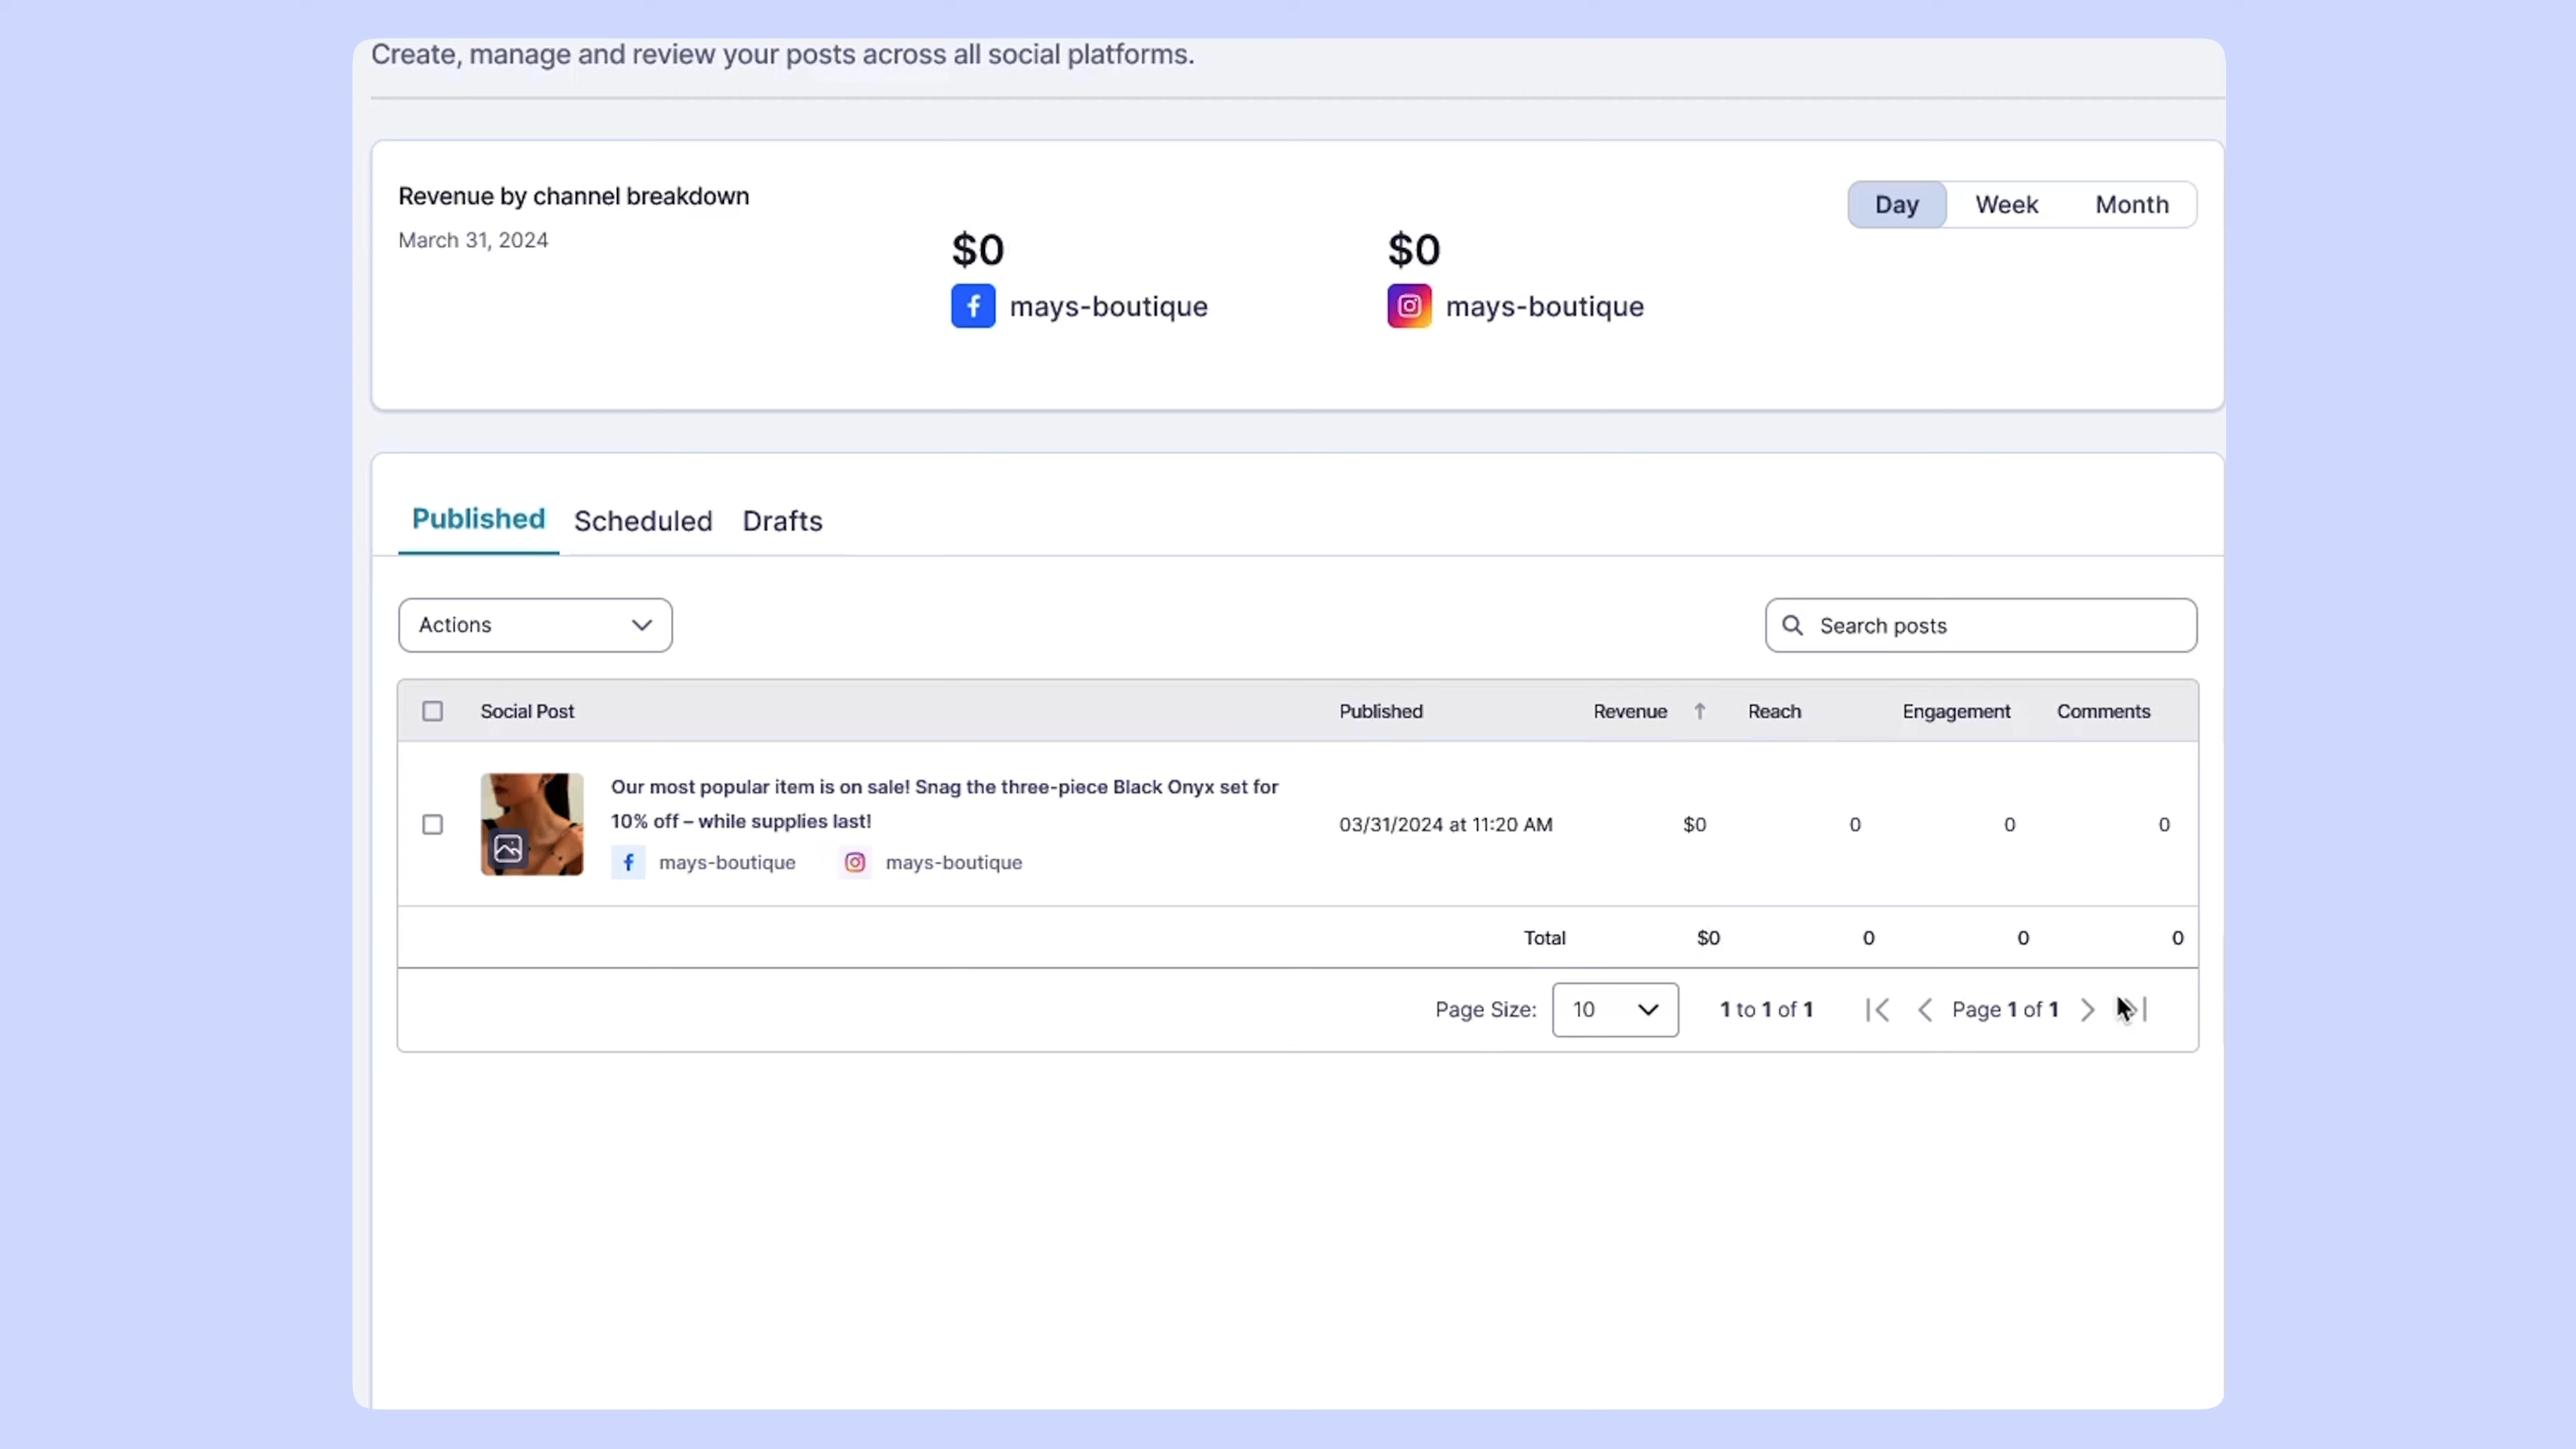 Create, manage and review your posts across all social platforms.
Revenue by channel breakdown
March 31, 2024
$0
mays-boutique
$0
mays-boutique
Day Week Month
Published Scheduled Drafts
Actions
Search posts
Social Post Published Revenue Reach Engagement Comments
Our most popular item is on sale! Snag the three-piece Black Onyx set for
10% off – while supplies last!
mays-boutique mays-boutique
03/31/2024 at 11:20 AM $0 0 0 0
Total $0 0 0 0
Page Size: 10 1 to 1 of 1 Page 1 of 1